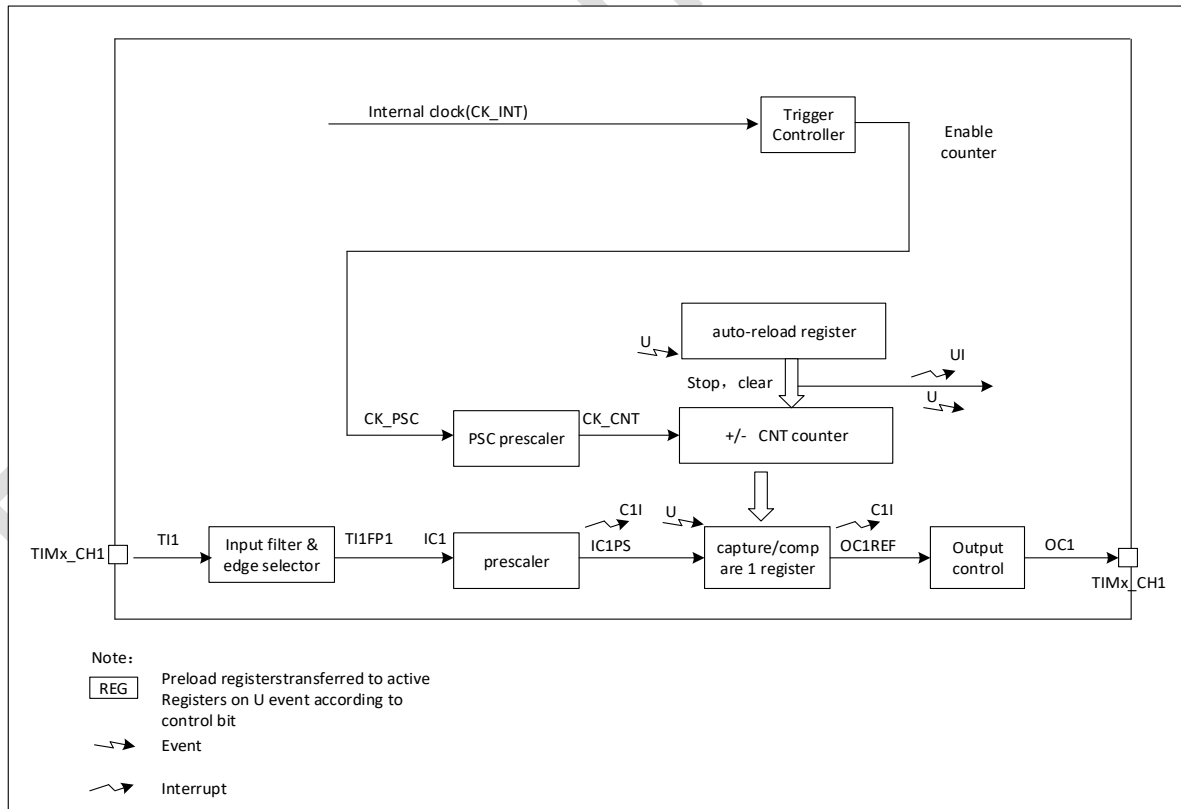 Internal clock(CK_INT)
Trigger
Controller
Enable
counter
auto-reload register
U
UI
Stop，clear
U
CK_PSC
PSC prescaler
CK_CNT
+/- CNT counter
TIMx_CH1
TI1
Input filter &
edge selector
TI1FP1
IC1
prescaler
C1I
IC1PS
U
capture/comp
are 1 register
C1I
OC1REF
Output
control
OC1
TIMx_CH1
Note：
REG
Preload registerstransferred to active
Registers on U event according to
control bit
Event
Interrupt